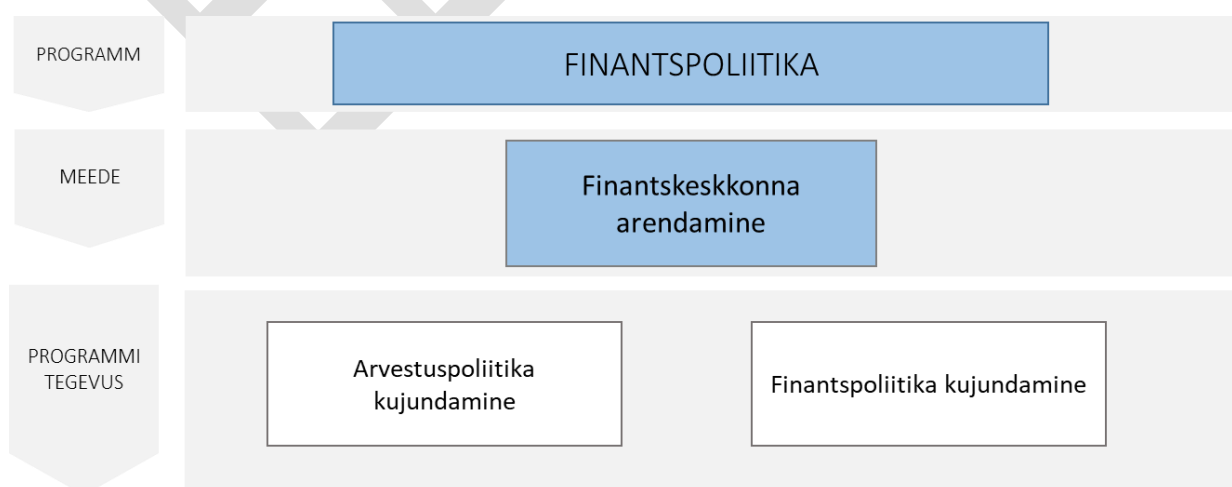 PROGRAMM
FINANTSPOLIITIKA
MEEDE
Finantskeskkonna
arendamine
PROGRAMMI
TEGEVUS
Arvestuspoliitika
kujundamine
Finantspoliitika kujundamine